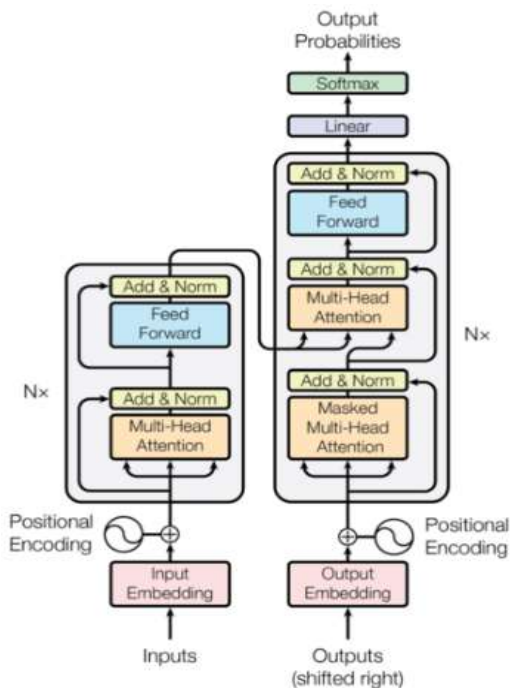 Output
Probabilities
Softmax
Linear
Add & Norm
Feed
Forward
Add & Norm
Multi-Head
Attention
Add & Norm
Masked
Multi-Head
Attention
N×
Add & Norm
Feed
Forward
Add & Norm
Multi-Head
Attention
N×
Positional
Encoding
Positional
Encoding
Input
Embedding
Output
Embedding
Inputs
Outputs
(shifted right)